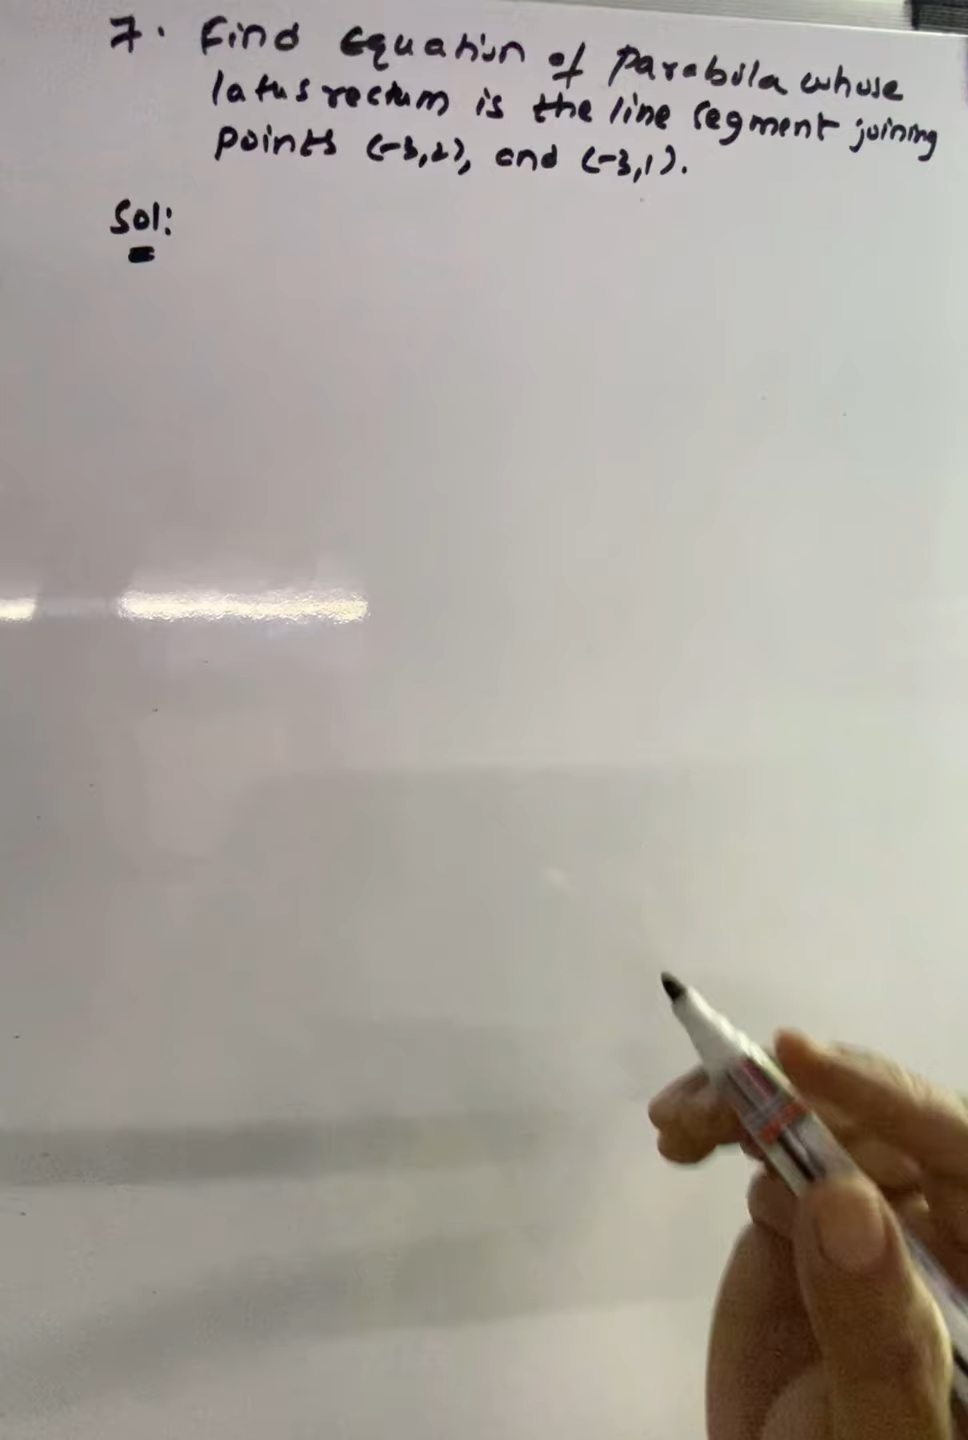 7. Find equation of parabola whose
latus rectum is the line segment joining
points (-3,2), and (-3,1).
Sol: